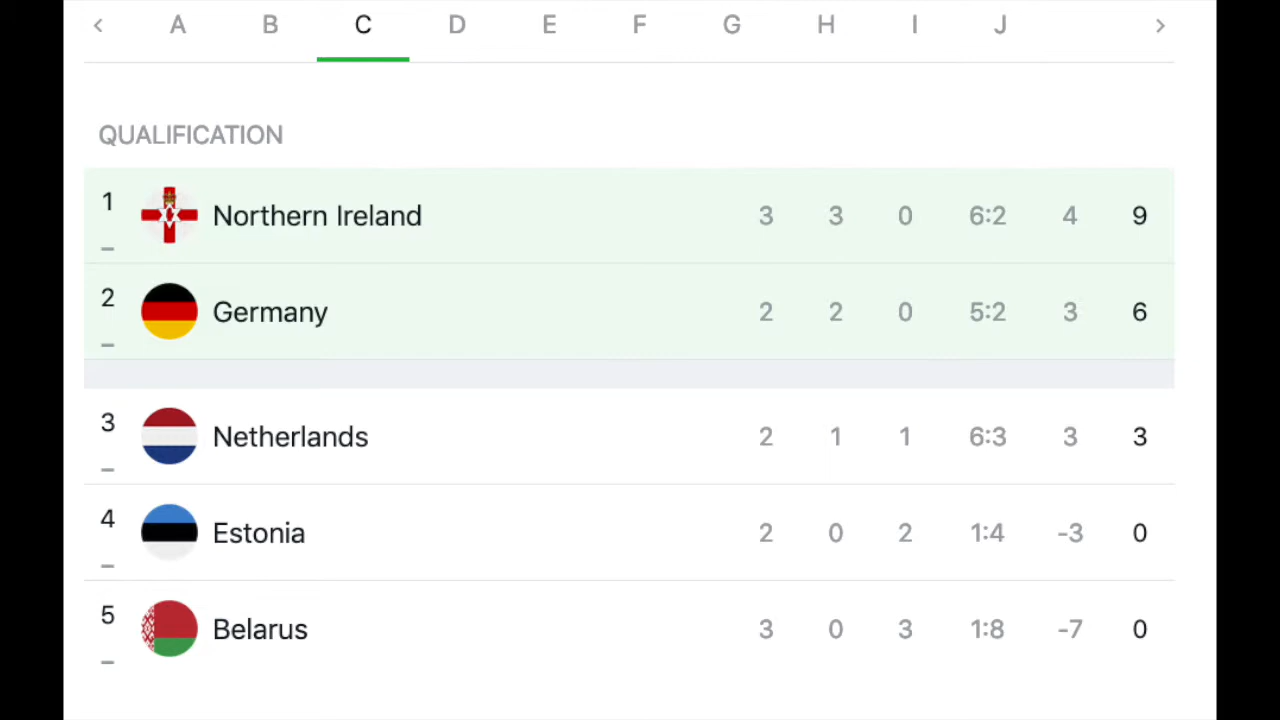 < A B C D E F G H I J >
QUALIFICATION
1 Northern Ireland 3 3 0 6:2 4 9
–
2 Germany 2 2 0 5:2 3 6
–
3 Netherlands 2 1 1 6:3 3 3
–
4 Estonia 2 0 2 1:4 -3 0
–
5 Belarus 3 0 3 1:8 -7 0
–